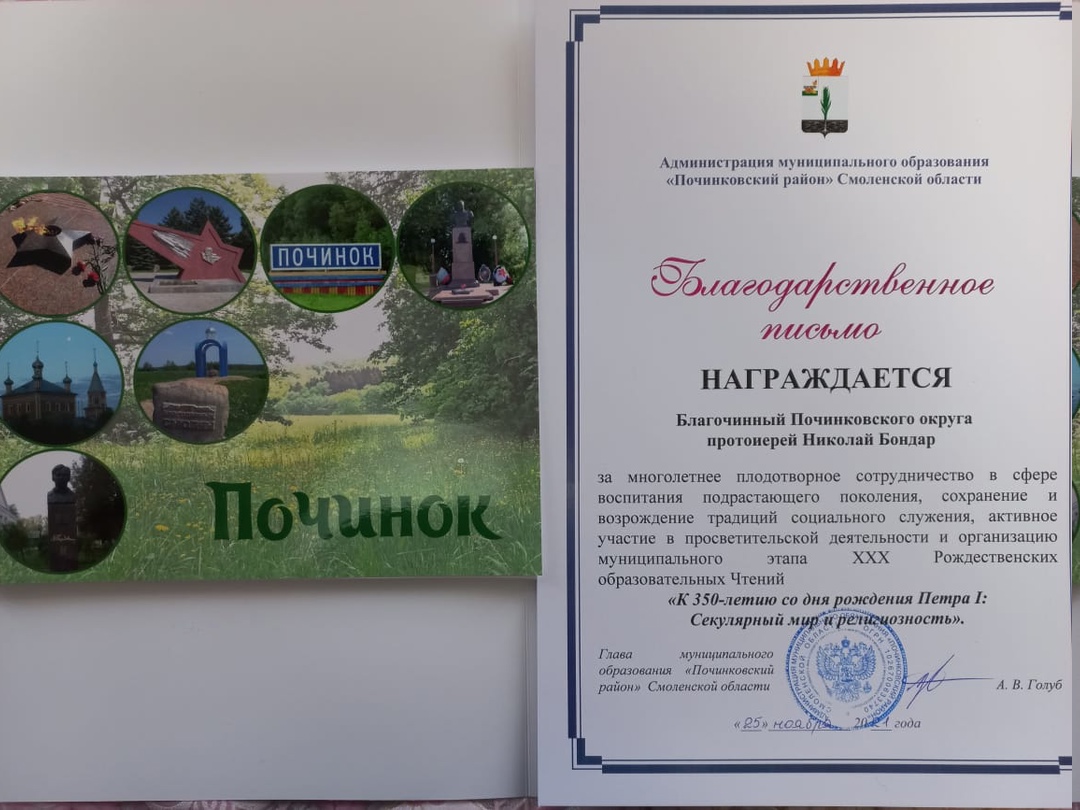 ПОЧИНОК
Починок
Администрация муниципального образования
«Починковский район» Смоленской области
Благодарственное
письмо
НАГРАЖДАЕТСЯ
Благочинный Починковского округа
протоиерей Николай Бондар
за многолетнее плодотворное сотрудничество в сфере
воспитания подрастающего поколения, сохранение и
возрождение традиций социального служения, активное
участие в просветительской деятельности и организацию
муниципального этапа XXX Рождественских
образовательных Чтений
«К 350-летию со дня рождения Петра I:
Секулярный мир и религиозность».
Глава муниципального
образования «Починковский
район» Смоленской области
А. В. Голуб
«25» ноября 2021 года